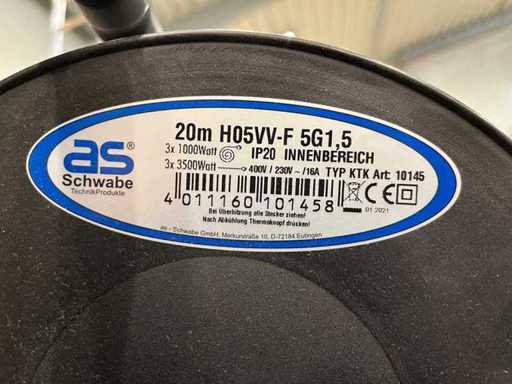 as®
Schwabe
TechnikProdukte
20m H05VV-F 5G1,5
3x 1000Watt IP20 INNENBEREICH
3x 3500Watt 400V / 230V~/16A TYP KTK Art: 10145
4 011160 101458
CE
01 2021
Bei Überhitzung alle Stecker ziehen!
Nach Abkühlung Thermoknopf drücken!
as - Schwabe GmbH, Merkurstraße 10, D-72184 Eutingen